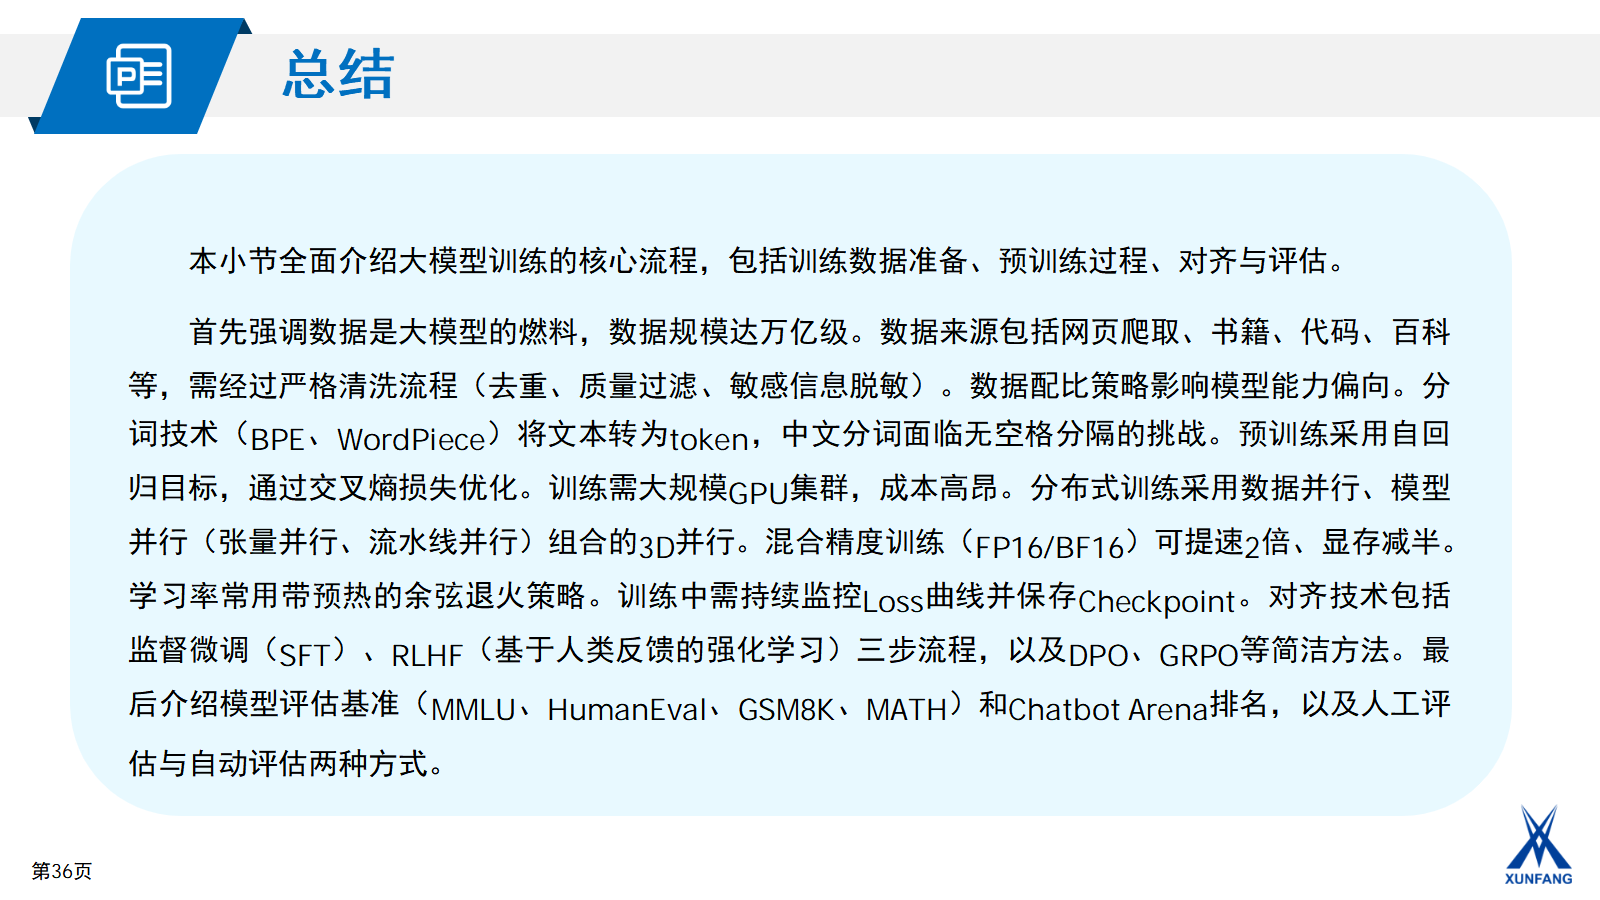 总结
本小节全面介绍大模型训练的核心流程，包括训练数据准备、预训练过程、对齐与评估。
首先强调数据是大模型的燃料，数据规模达万亿级。数据来源包括网页爬取、书籍、代码、百科
等，需经过严格清洗流程（去重、质量过滤、敏感信息脱敏）。数据配比策略影响模型能力偏向。分
词技术（BPE、WordPiece）将文本转为token，中文分词面临无空格分隔的挑战。预训练采用自回
归目标，通过交叉熵损失优化。训练需大规模GPU集群，成本高昂。分布式训练采用数据并行、模型
并行（张量并行、流水线并行）组合的3D并行。混合精度训练（FP16/BF16）可提速2倍、显存减半。
学习率常用带预热的余弦退火策略。训练中需持续监控Loss曲线并保存Checkpoint。对齐技术包括
监督微调（SFT）、RLHF（基于人类反馈的强化学习）三步流程，以及DPO、GRPO等简洁方法。最
后介绍模型评估基准（MMLU、HumanEval、GSM8K、MATH）和Chatbot Arena排名，以及人工评
估与自动评估两种方式。
第36页
XUNFANG